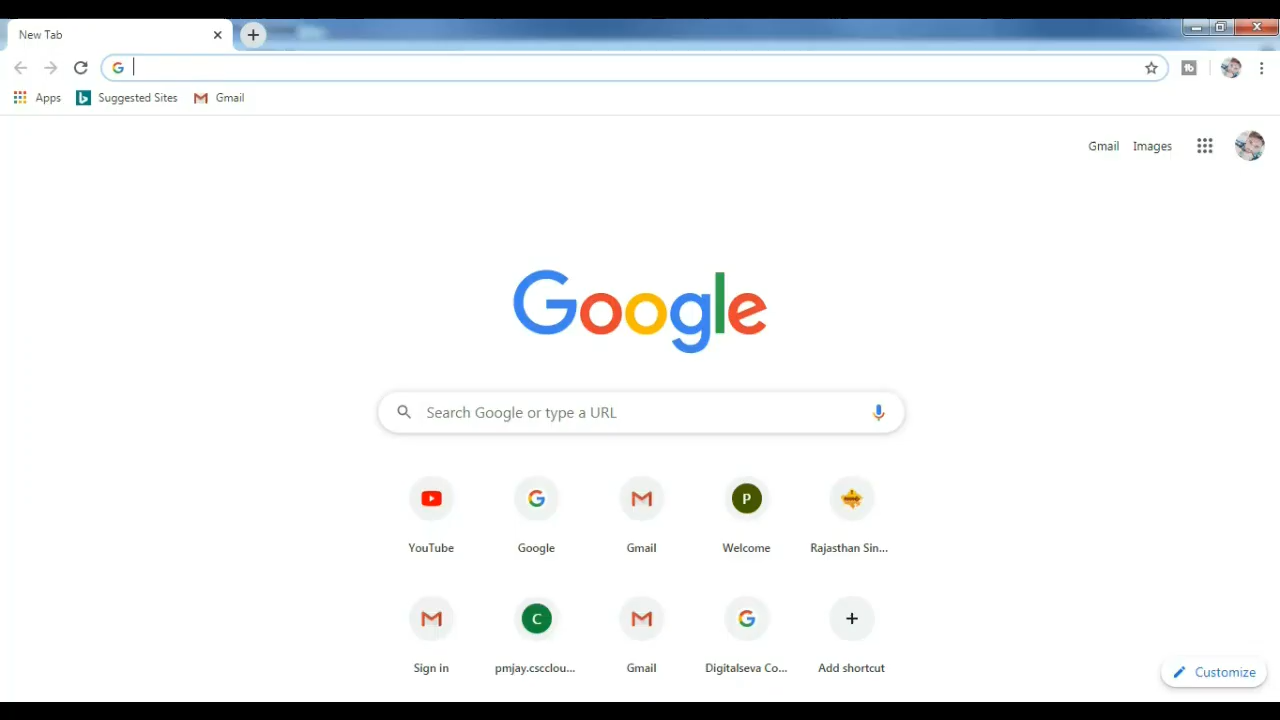 New Tab
Apps Suggested Sites Gmail
Gmail Images
Google
Search Google or type a URL
P
YouTube Google Gmail Welcome Rajasthan Sin...
C
Sign in pmjay.cscclou... Gmail Digitalseva Co... Add shortcut
Customize